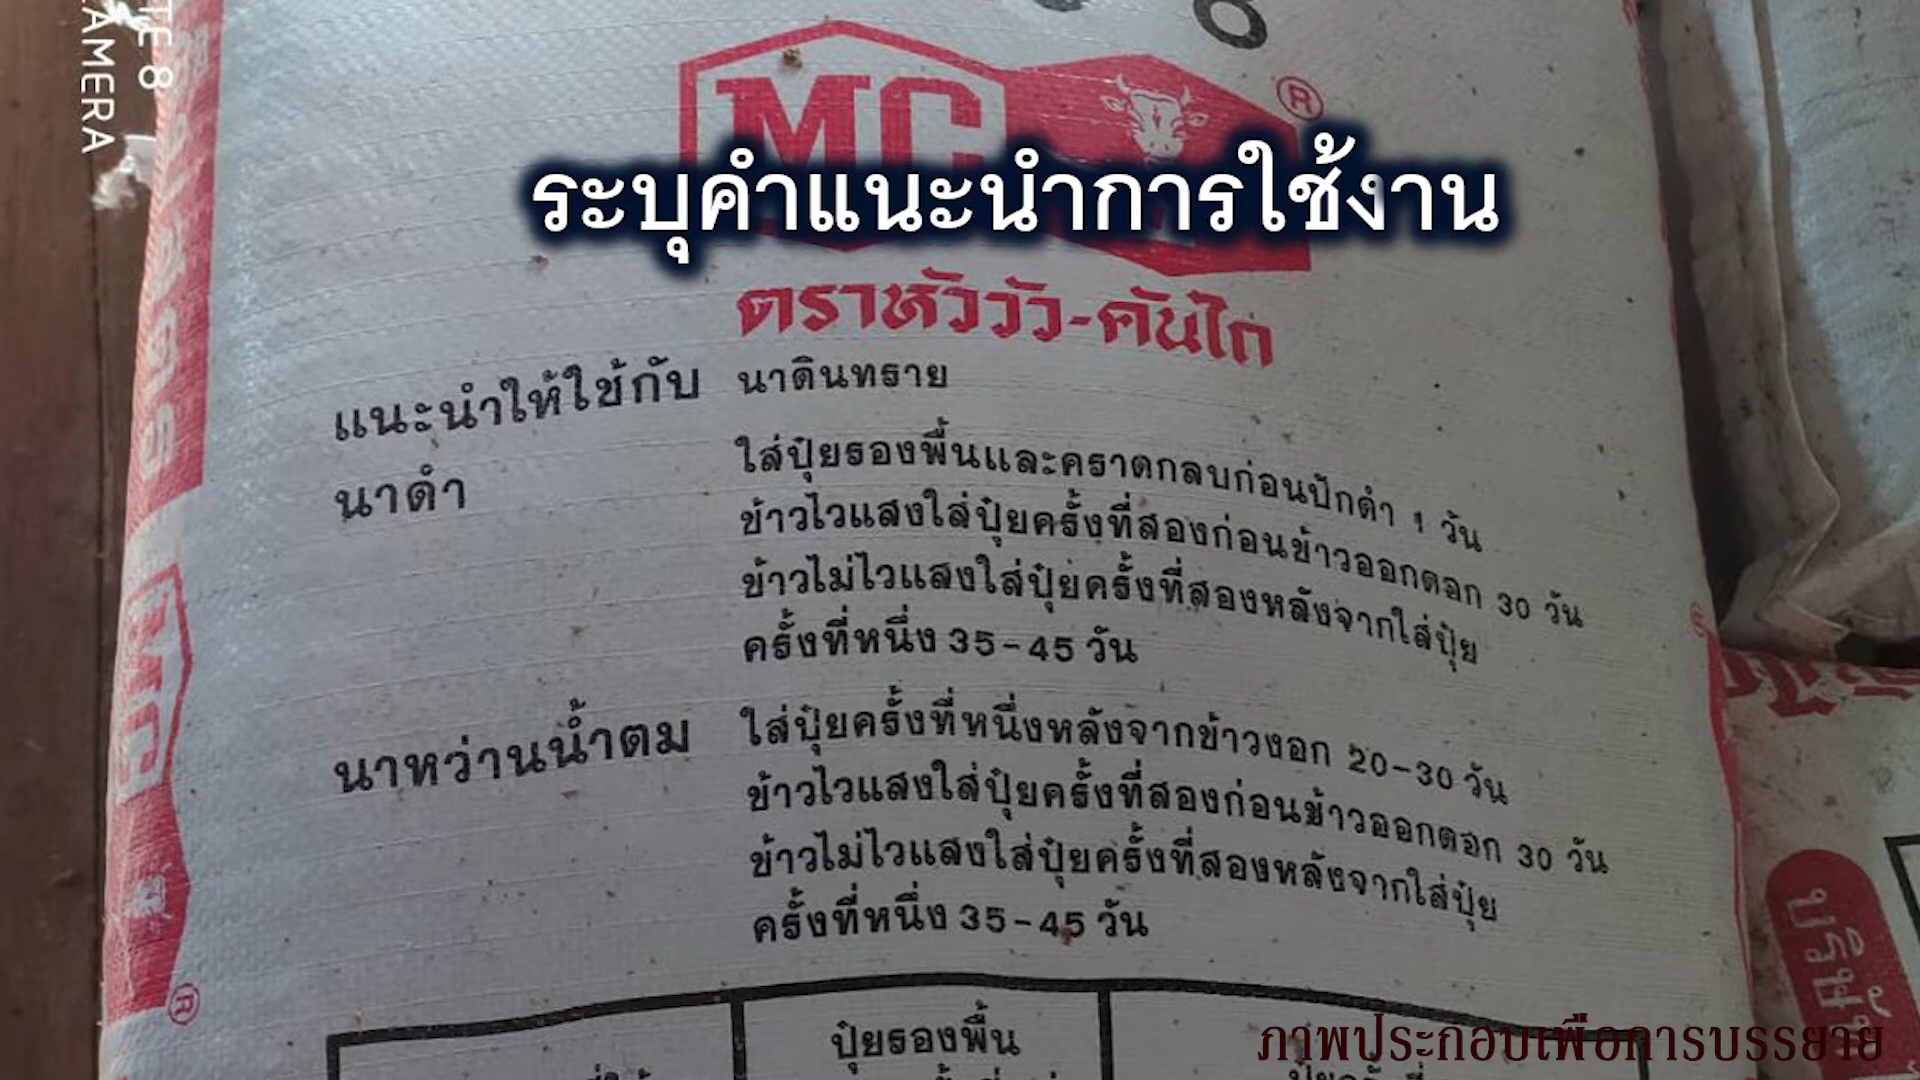 TE 8
CAMERA
8
MC
®
ระบุคำแนะนำการใช้งาน
ตราหัววัว-คันไถ
แนะนำให้ใช้กับ นาดินทราย
นาดำ ใส่ปุ๋ยรองพื้นและคราดกลบก่อนปักดำ 1 วัน
ข้าวไวแสงใส่ปุ๋ยครั้งที่สองก่อนข้าวออกดอก 30 วัน
ข้าวไม่ไวแสงใส่ปุ๋ยครั้งที่สองหลังจากใส่ปุ๋ย
ครั้งที่หนึ่ง 35-45 วัน
นาหว่านน้ำตม ใส่ปุ๋ยครั้งที่หนึ่งหลังจากข้าวงอก 20-30 วัน
ข้าวไวแสงใส่ปุ๋ยครั้งที่สองก่อนข้าวออกดอก 30 วัน
ข้าวไม่ไวแสงใส่ปุ๋ยครั้งที่สองหลังจากใส่ปุ๋ย
ครั้งที่หนึ่ง 35-45 วัน
MC
®
ปุ๋ยรองพื้น
ภาพประกอบเพื่อการบรรยาย